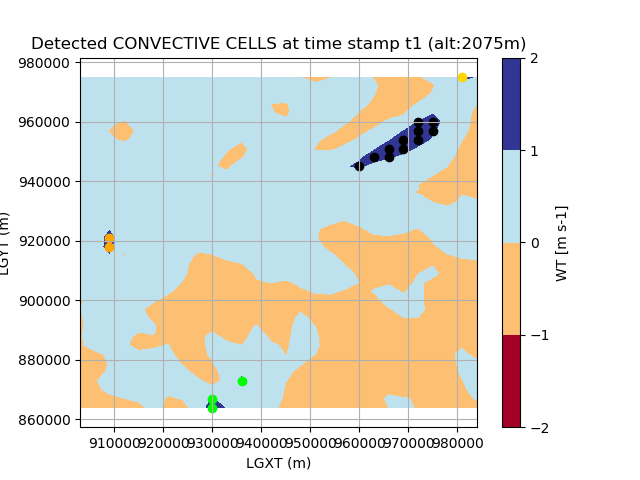 Detected CONVECTIVE CELLS at time stamp t1 (alt:2075m)
980000
960000
940000
920000
900000
880000
860000
LGYT (m)
910000 920000 930000 940000 950000 960000 970000 980000
LGXT (m)
2
1
0
−1
−2
WT [m s-1]